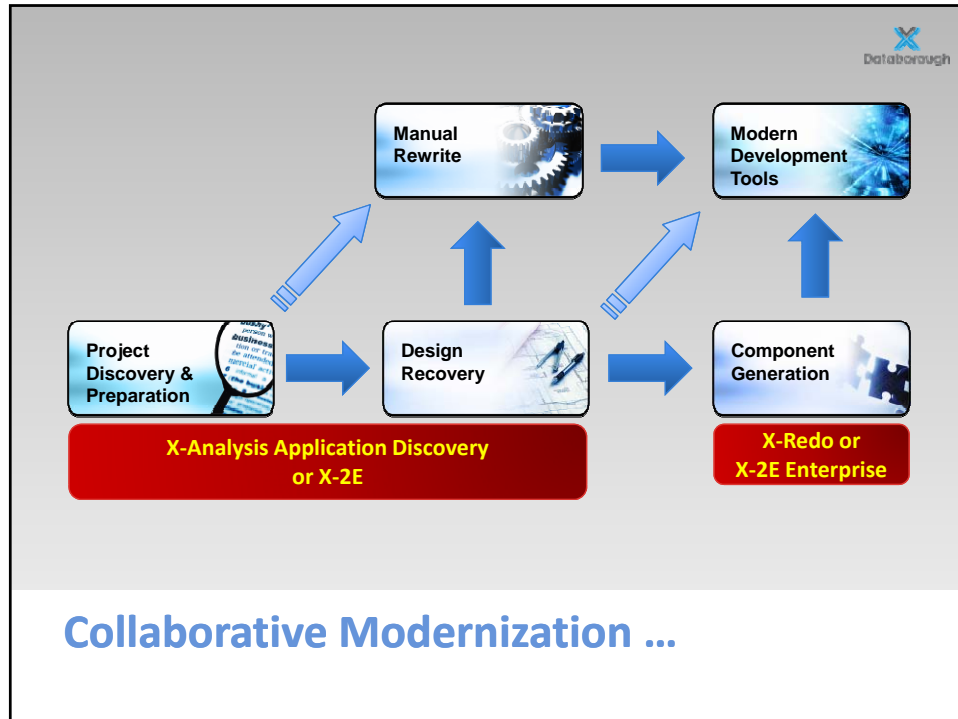 Databorough
Manual
Rewrite
Modern
Development
Tools
Project
Discovery &
Preparation
business
Design
Recovery
Component
Generation
X-Analysis Application Discovery
or X-2E
X-Redo or
X-2E Enterprise
Collaborative Modernization ...